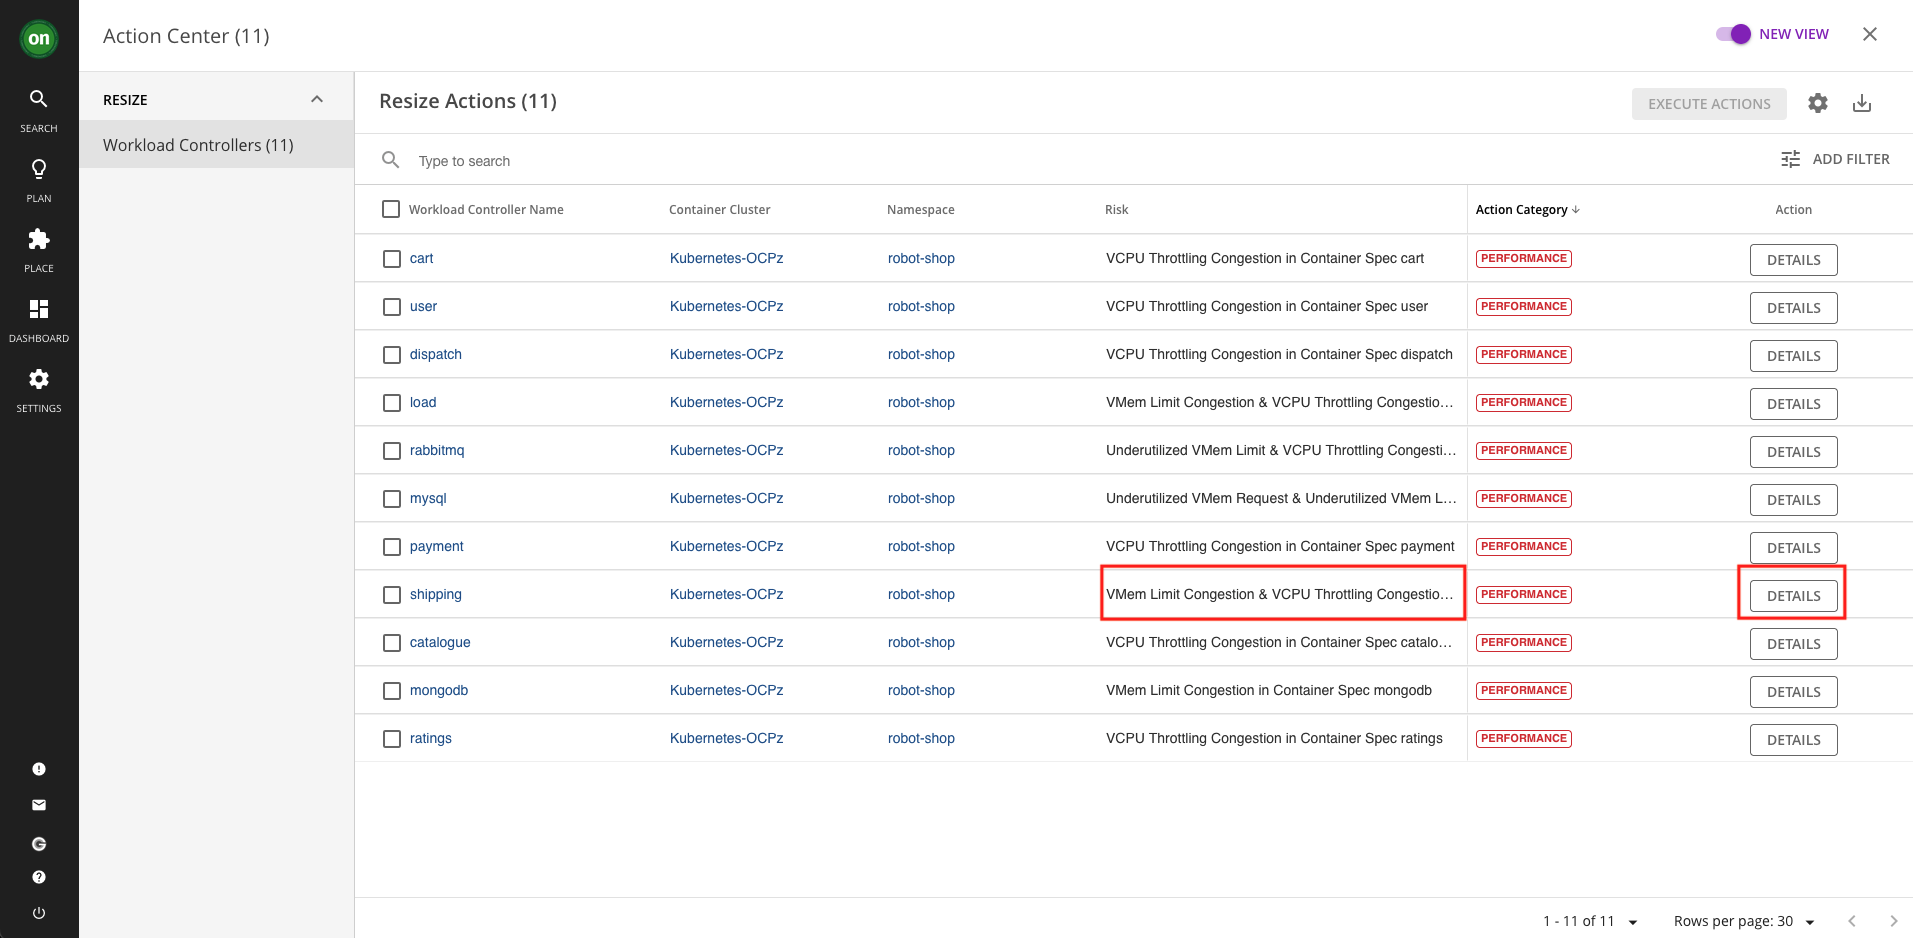 on
SEARCH
PLAN
PLACE
DASHBOARD
SETTINGS
Action Center (11)
NEW VIEW
RESIZE
Workload Controllers (11)
Resize Actions (11)
EXECUTE ACTIONS
Type to search
ADD FILTER
Workload Controller Name Container Cluster Namespace Risk Action Category Action
cart Kubernetes-OCPz robot-shop VCPU Throttling Congestion in Container Spec cart PERFORMANCE DETAILS
user Kubernetes-OCPz robot-shop VCPU Throttling Congestion in Container Spec user PERFORMANCE DETAILS
dispatch Kubernetes-OCPz robot-shop VCPU Throttling Congestion in Container Spec dispatch PERFORMANCE DETAILS
load Kubernetes-OCPz robot-shop VMem Limit Congestion & VCPU Throttling Congestio... PERFORMANCE DETAILS
rabbitmq Kubernetes-OCPz robot-shop Underutilized VMem Limit & VCPU Throttling Congesti... PERFORMANCE DETAILS
mysql Kubernetes-OCPz robot-shop Underutilized VMem Request & Underutilized VMem L... PERFORMANCE DETAILS
payment Kubernetes-OCPz robot-shop VCPU Throttling Congestion in Container Spec payment PERFORMANCE DETAILS
shipping Kubernetes-OCPz robot-shop VMem Limit Congestion & VCPU Throttling Congestio... PERFORMANCE DETAILS
catalogue Kubernetes-OCPz robot-shop VCPU Throttling Congestion in Container Spec catalo... PERFORMANCE DETAILS
mongodb Kubernetes-OCPz robot-shop VMem Limit Congestion in Container Spec mongodb PERFORMANCE DETAILS
ratings Kubernetes-OCPz robot-shop VCPU Throttling Congestion in Container Spec ratings PERFORMANCE DETAILS
1 - 11 of 11 Rows per page: 30